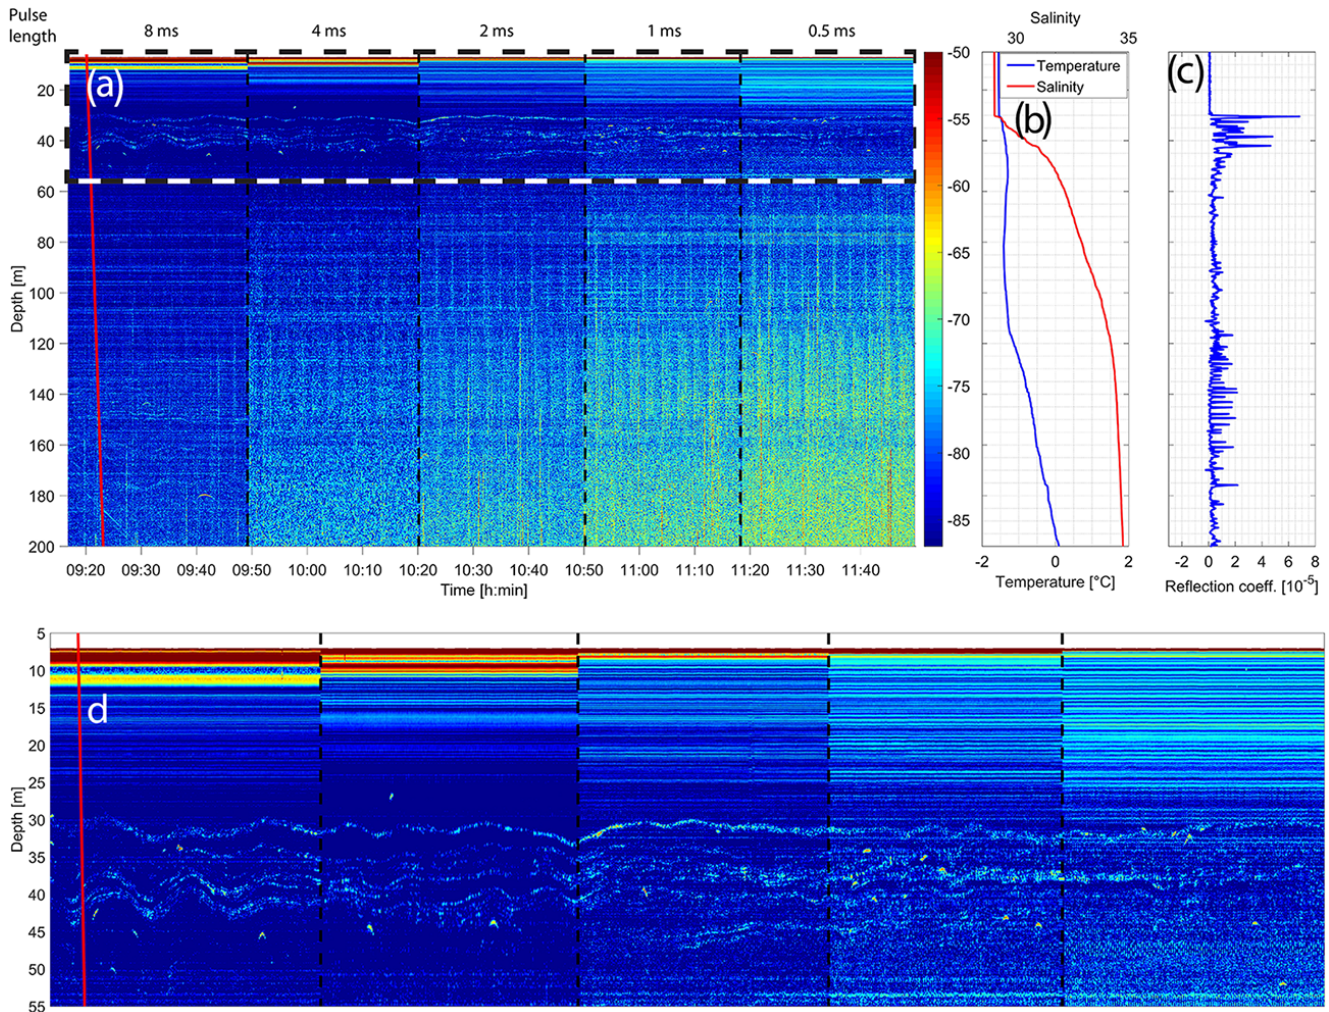 Pulse length
8 ms 4 ms 2 ms 1 ms 0.5 ms
(a)
Depth [m]
20
40
60
80
100
120
140
160
180
200
09:20 09:30 09:40 09:50 10:00 10:10 10:20 10:30 10:40 10:50 11:00 11:10 11:20 11:30 11:40
Time [h:min]
-50
-55
-60
-65
-70
-75
-80
-85
Salinity
30 35
Temperature
Salinity
(b)
-2 0 2
Temperature [°C]
(c)
-2 0 2 4 6 8
Reflection coeff. [10-5]
d
Depth [m]
5
10
15
20
25
30
35
40
45
50
55